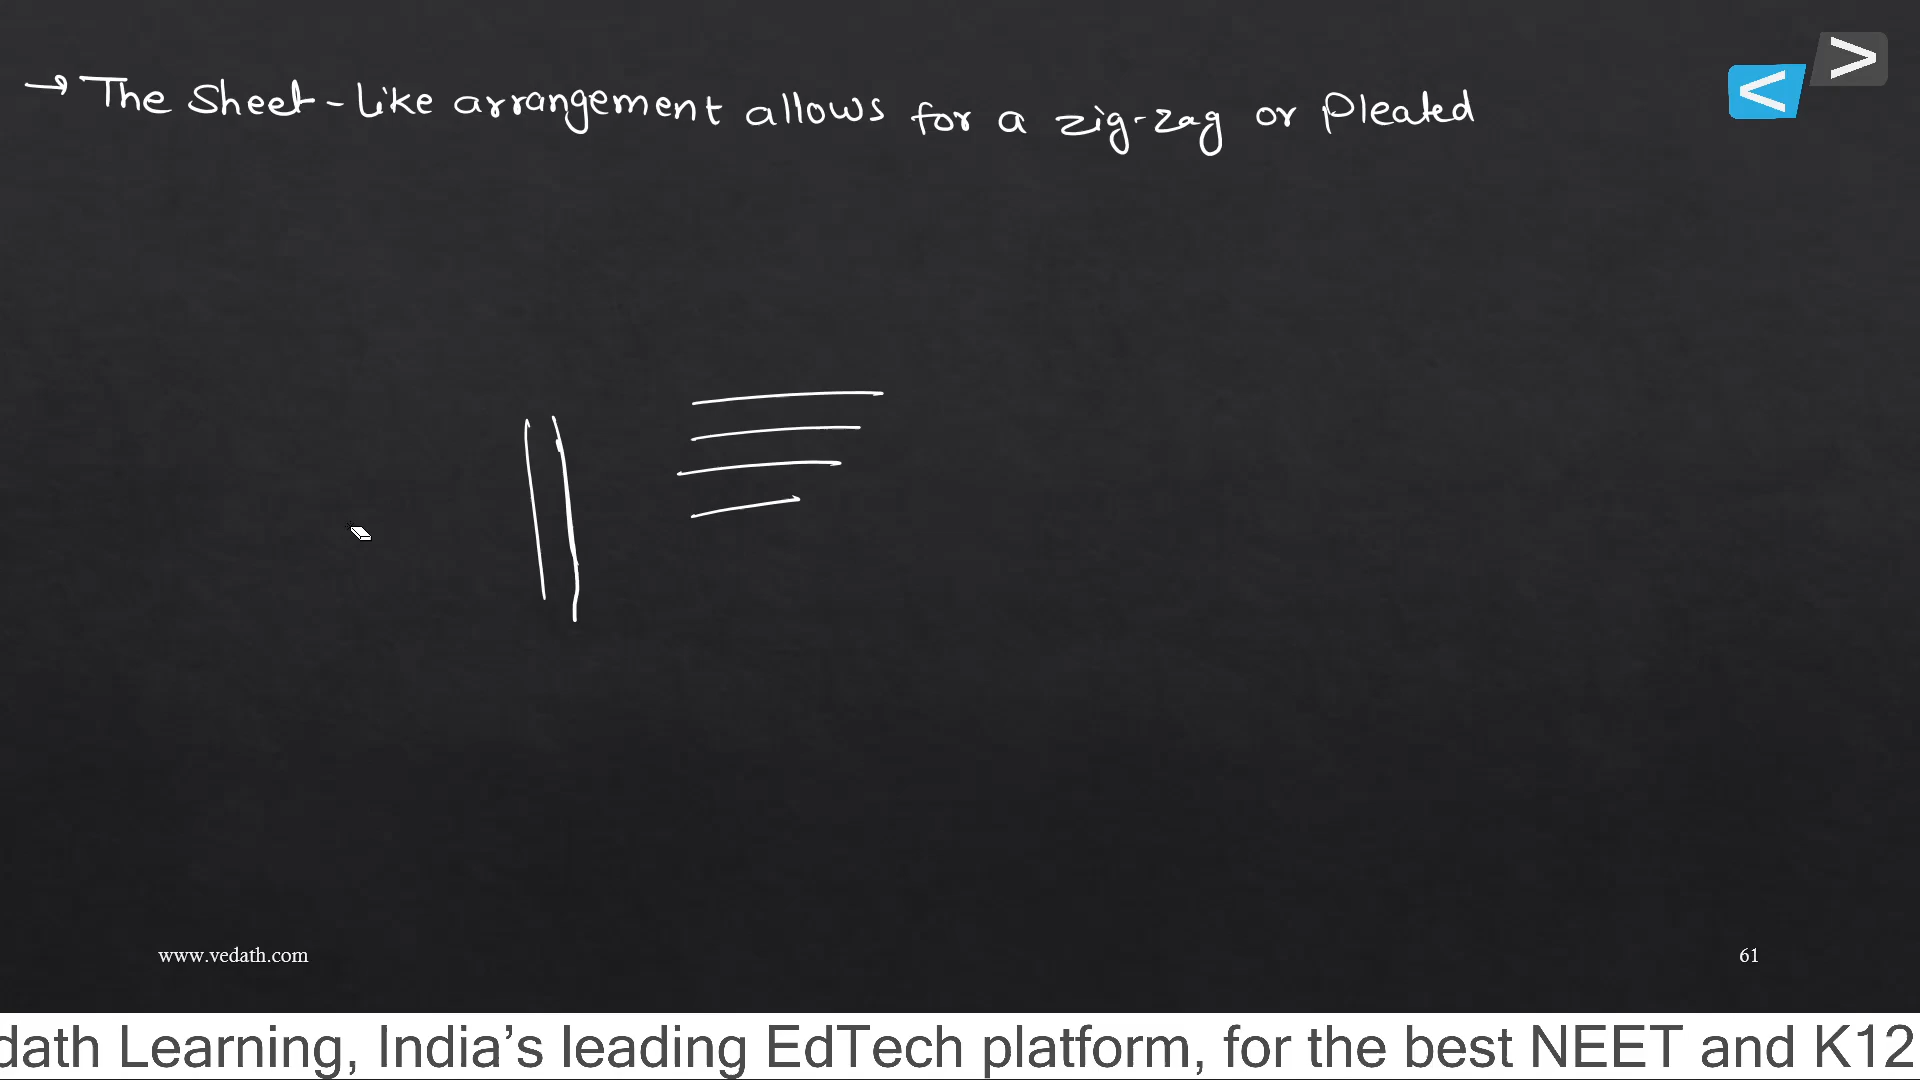 → The Sheet-Like arrangement allows for a zig-zag or Pleated
www.vedath.com
61
dath Learning, India’s leading EdTech platform, for the best NEET and K12